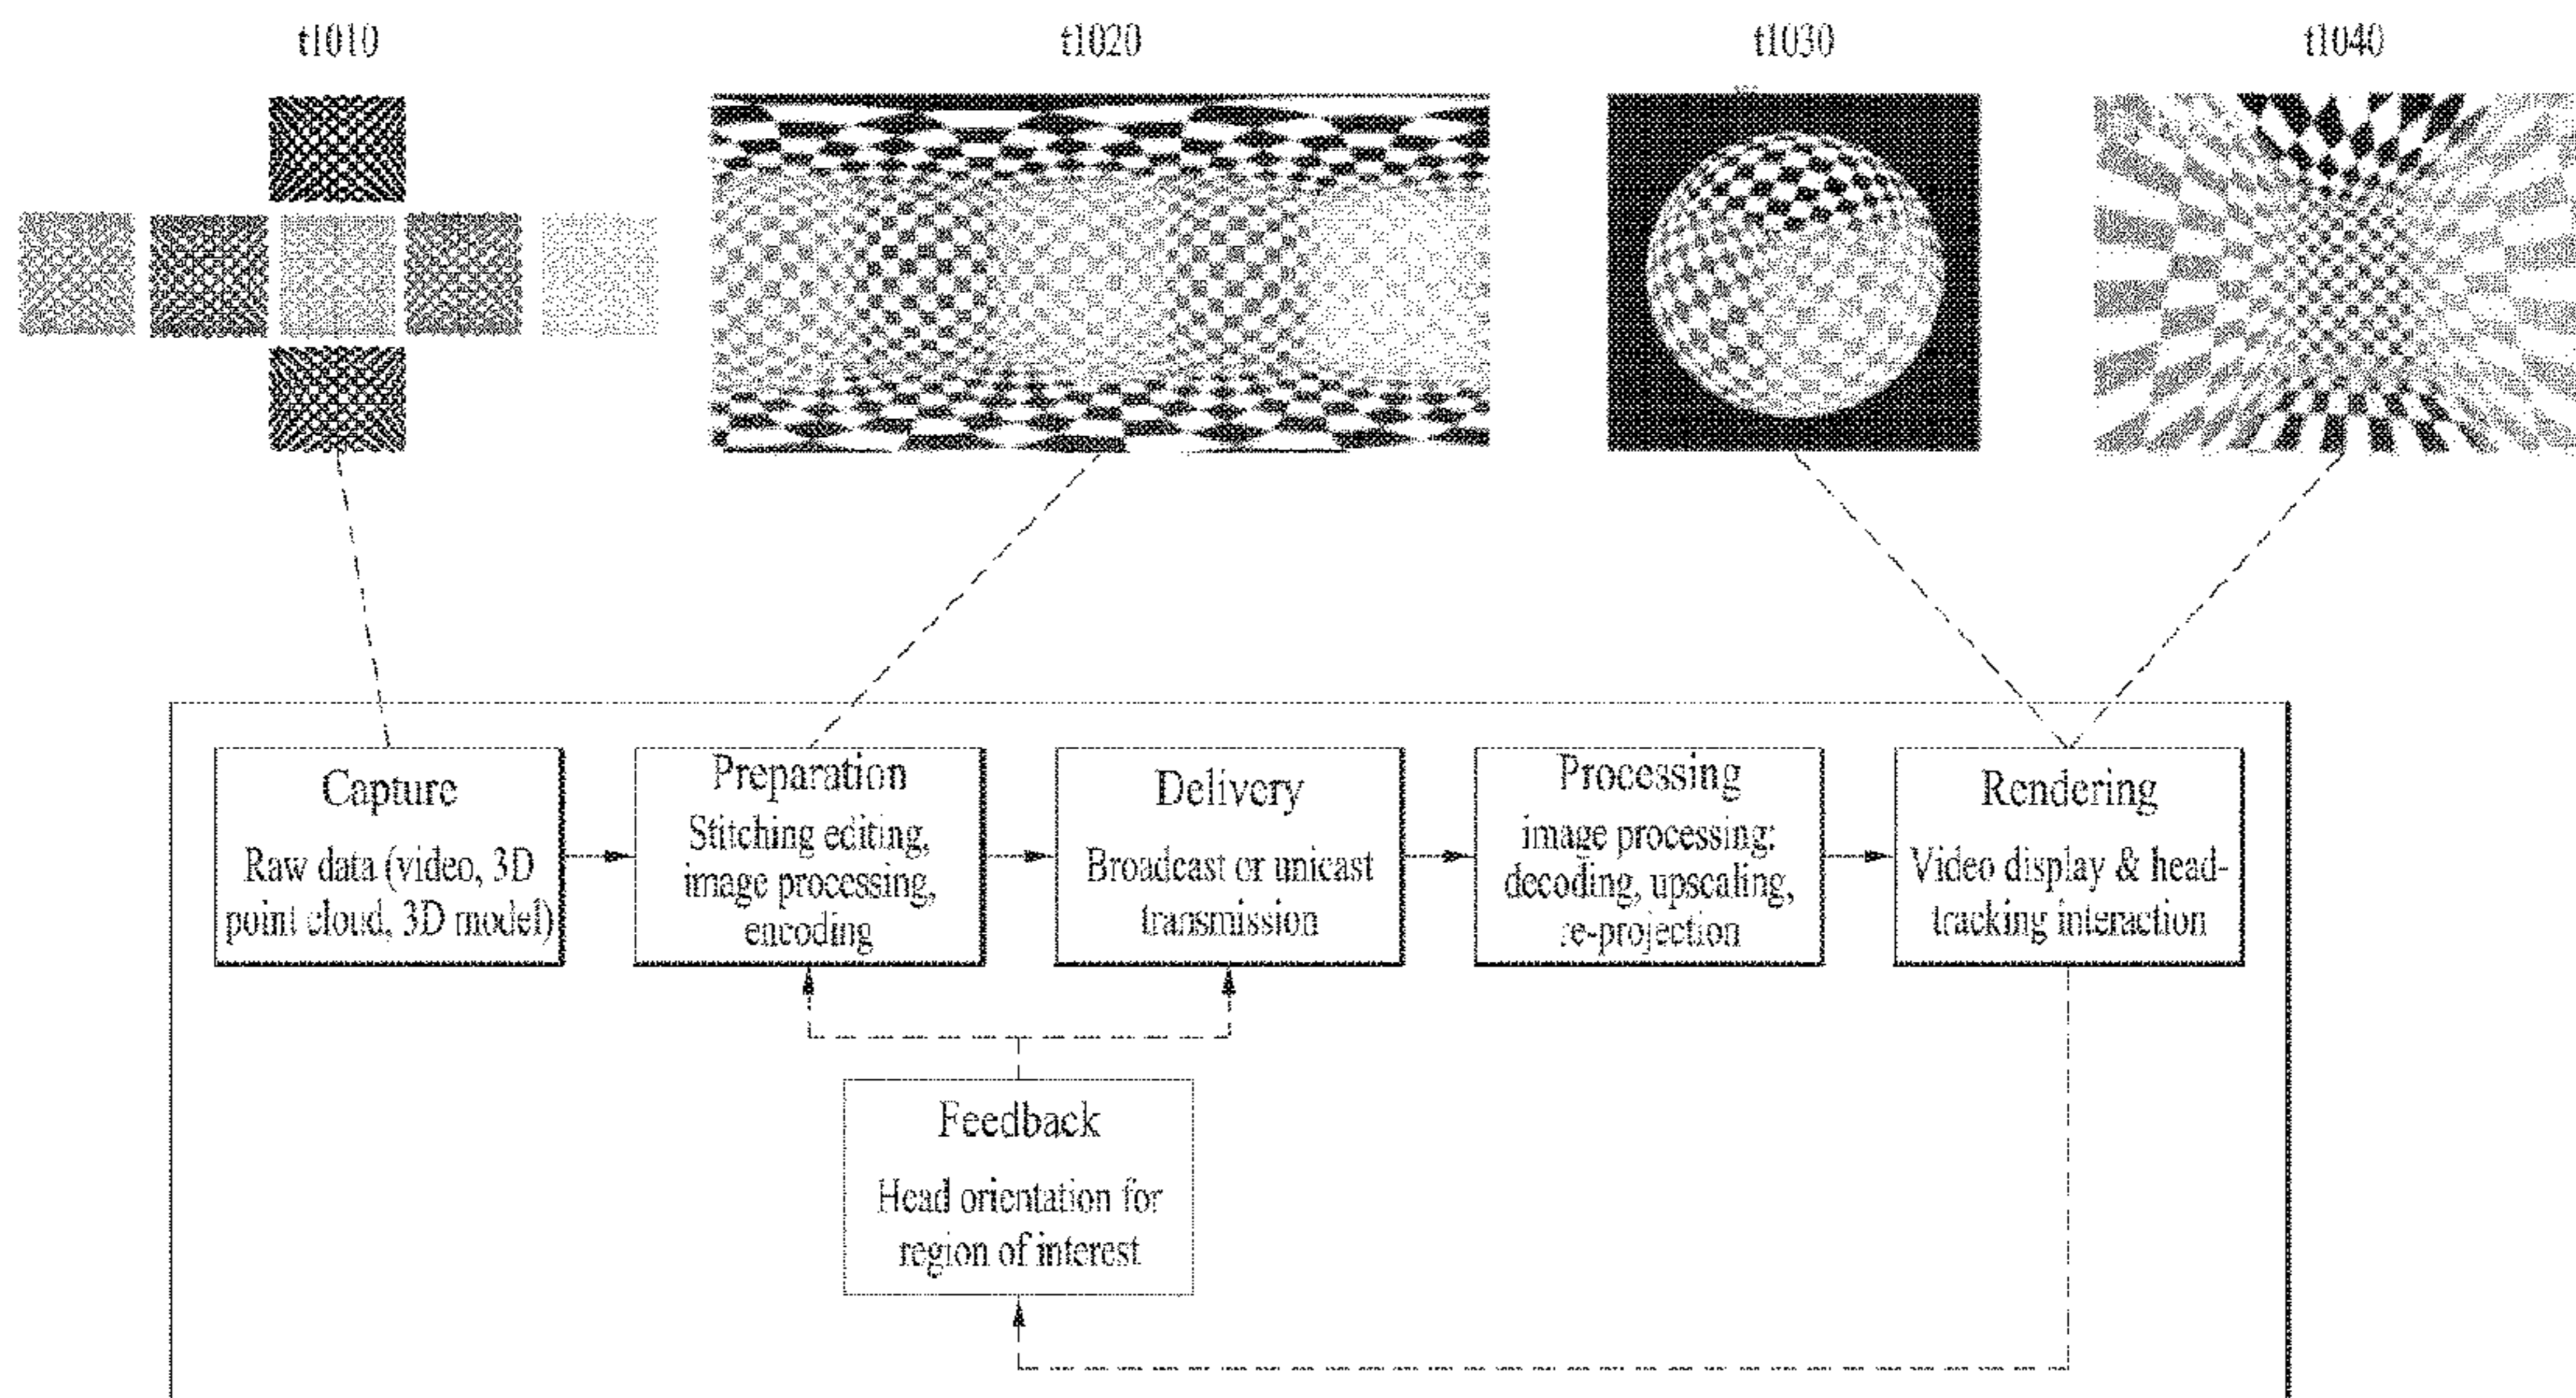 t1010
t1020
t1030
t1040
Capture
Raw data (video, 3D
point cloud, 3D model)
Preparation
Stitching editing,
image processing,
encoding
Delivery
Broadcast or unicast
transmission
Processing
image processing:
decoding, upscaling,
re-projection
Rendering
Video display & head-
tracking interaction
Feedback
Head orientation for
region of interest